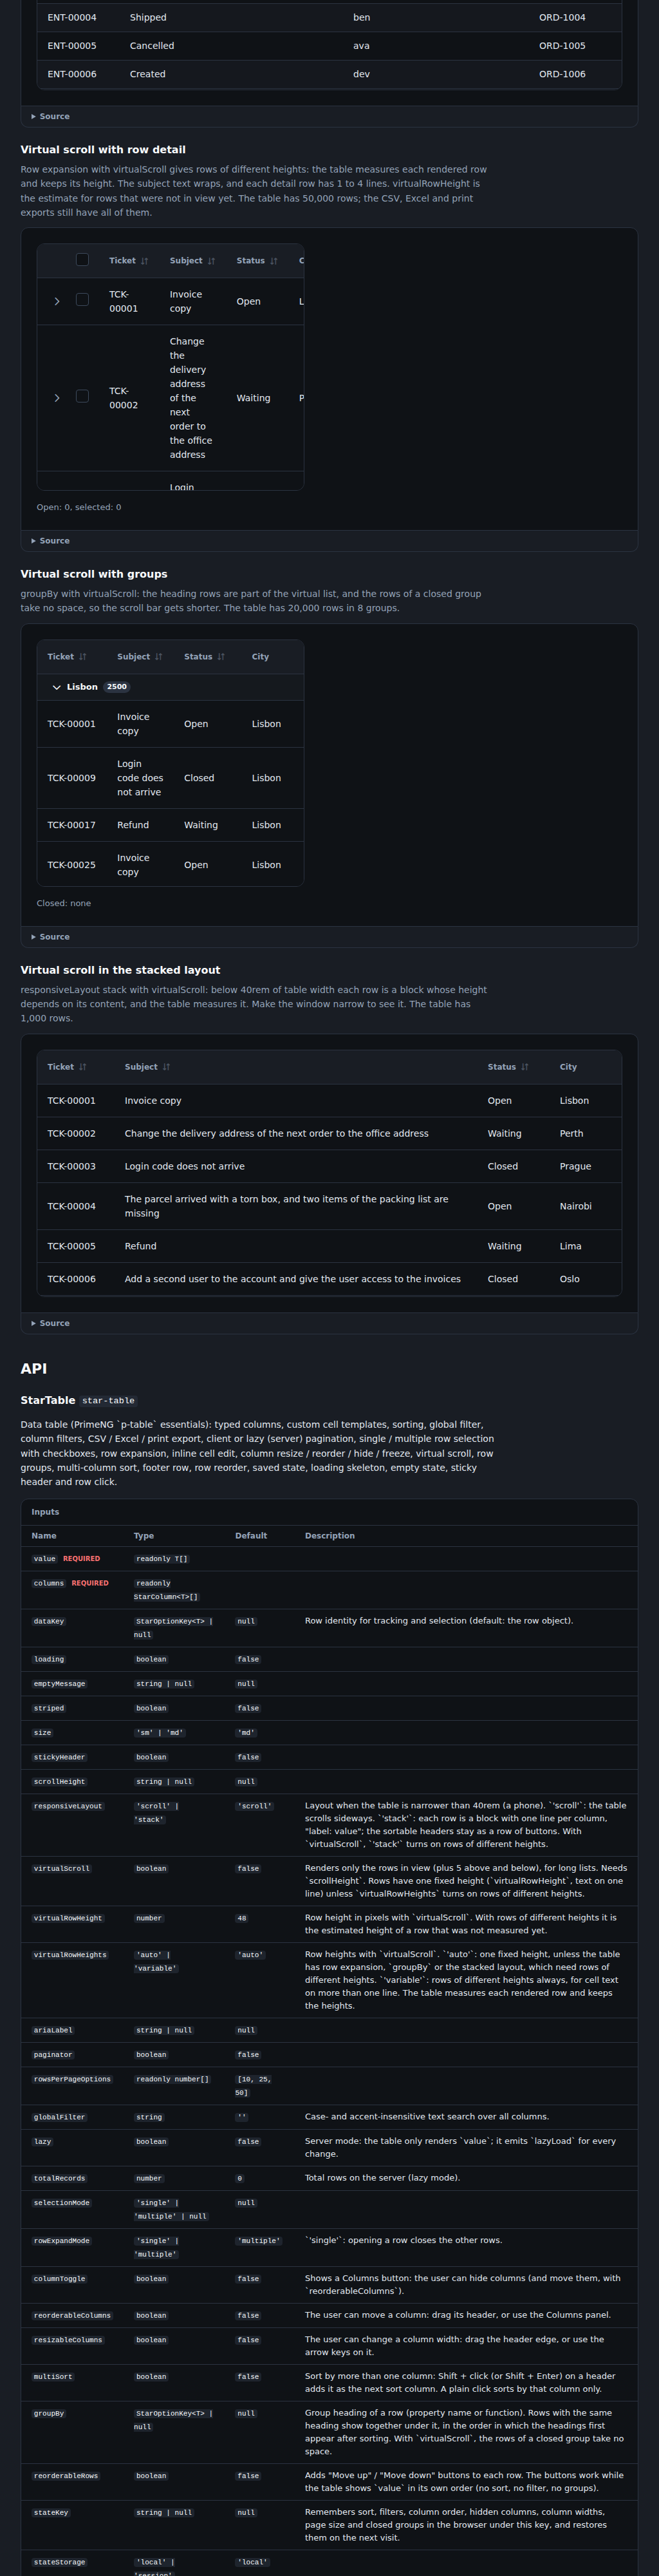 ENT-00004 Shipped ben ORD-1004
ENT-00005 Cancelled ava ORD-1005
ENT-00006 Created dev ORD-1006
Source
Virtual scroll with row detail
Row expansion with virtualScroll gives rows of different heights: the table measures each rendered row
and keeps its height. The subject text wraps, and each detail row has 1 to 4 lines. virtualRowHeight is
the estimate for rows that were not in view yet. The table has 50,000 rows; the CSV, Excel and print
exports still have all of them.
Ticket Subject Status
TCK-
00001
Invoice
copy
Open
TCK-
00002
Change
the
delivery
address
of the
next
order to
the office
address
Waiting
Login
Open: 0, selected: 0
Source
Virtual scroll with groups
groupBy with virtualScroll: the heading rows are part of the virtual list, and the rows of a closed group
take no space, so the scroll bar gets shorter. The table has 20,000 rows in 8 groups.
Ticket Subject Status City
Lisbon 2500
TCK-00001 Invoice
copy Open Lisbon
TCK-00009 Login
code does
not arrive Closed Lisbon
TCK-00017 Refund Waiting Lisbon
TCK-00025 Invoice
copy Open Lisbon
Closed: none
Source
Virtual scroll in the stacked layout
responsiveLayout stack with virtualScroll: below 40rem of table width each row is a block whose height
depends on its content, and the table measures it. Make the window narrow to see it. The table has
1,000 rows.
Ticket Subject Status City
TCK-00001 Invoice copy Open Lisbon
TCK-00002 Change the delivery address of the next order to the office address Waiting Perth
TCK-00003 Login code does not arrive Closed Prague
TCK-00004 The parcel arrived with a torn box, and two items of the packing list are
missing Open Nairobi
TCK-00005 Refund Waiting Lima
TCK-00006 Add a second user to the account and give the user access to the invoices Closed Oslo
Source
API
StarTable star-table
Data table (PrimeNG `p-table` essentials): typed columns, custom cell templates, sorting, global filter,
column filters, CSV / Excel / print export, client or lazy (server) pagination, single / multiple row selection
with checkboxes, row expansion, inline cell edit, column resize / reorder / hide / freeze, virtual scroll, row
groups, multi-column sort, footer row, row reorder, saved state, loading skeleton, empty state, sticky
header and row click.
Inputs
Name Type Default Description
value REQUIRED readonly T[]
columns REQUIRED readonly
StarColumn<T>[]
dataKey StarOptionKey<T> |
null null Row identity for tracking and selection (default: the row object).
loading boolean false
emptyMessage string | null null
striped boolean false
size 'sm' | 'md' 'md'
stickyHeader boolean false
scrollHeight string | null null
responsiveLayout 'scroll' |
'stack' 'scroll' Layout when the table is narrower than 40rem (a phone). `'scroll'`: the table
scrolls sideways. `'stack'`: each row is a block with one line per column,
"label: value"; the sortable headers stay as a row of buttons. With
`virtualScroll`, `'stack'` turns on rows of different heights.
virtualScroll boolean false Renders only the rows in view (plus 5 above and below), for long lists. Needs
`scrollHeight`. Rows have one fixed height (`virtualRowHeight`, text on one
line) unless `virtualRowHeights` turns on rows of different heights.
virtualRowHeight number 48 Row height in pixels with `virtualScroll`. With rows of different heights it is
the estimated height of a row that was not measured yet.
virtualRowHeights 'auto' |
'variable' 'auto' Row heights with `virtualScroll`. `'auto'`: one fixed height, unless the table
has row expansion, `groupBy` or the stacked layout, which need rows of
different heights. `'variable'`: rows of different heights always, for cell text
on more than one line. The table measures each rendered row and keeps
the heights.
ariaLabel string | null null
paginator boolean false
rowsPerPageOptions readonly number[] [10, 25,
50]
globalFilter string '' Case- and accent-insensitive text search over all columns.
lazy boolean false Server mode: the table only renders `value`; it emits `lazyLoad` for every
change.
totalRecords number 0 Total rows on the server (lazy mode).
selectionMode 'single' |
'multiple' | null null
rowExpandMode 'single' |
'multiple' 'multiple' `'single'`: opening a row closes the other rows.
columnToggle boolean false Shows a Columns button: the user can hide columns (and move them, with
`reorderableColumns`).
reorderableColumns boolean false The user can move a column: drag its header, or use the Columns panel.
resizableColumns boolean false The user can change a column width: drag the header edge, or use the
arrow keys on it.
multiSort boolean false Sort by more than one column: Shift + click (or Shift + Enter) on a header
adds it as the next sort column. A plain click sorts by that column only.
groupBy StarOptionKey<T> |
null null Group heading of a row (property name or function). Rows with the same
heading show together under it, in the order in which the headings first
appear after sorting. With `virtualScroll`, the rows of a closed group take no
space.
reorderableRows boolean false Adds "Move up" / "Move down" buttons to each row. The buttons work while
the table shows `value` in its own order (no sort, no filter, no groups).
stateKey string | null null Remembers sort, filters, column order, hidden columns, column widths,
page size and closed groups in the browser under this key, and restores
them on the next visit.
stateStorage 'local' |
'session' 'local'